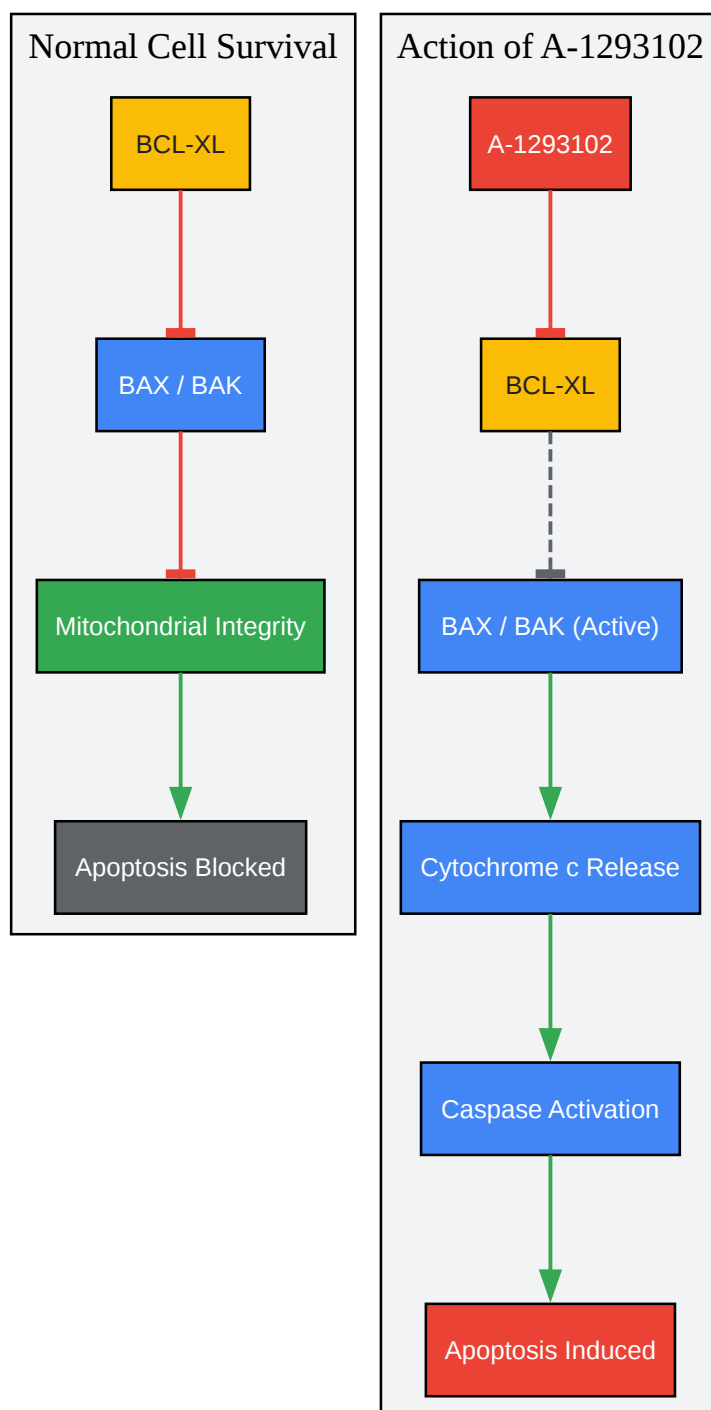 Normal Cell Survival
BCL-XL
BAX / BAK
Mitochondrial Integrity
Apoptosis Blocked
Action of A-1293102
A-1293102
BCL-XL
BAX / BAK (Active)
Cytochrome c Release
Caspase Activation
Apoptosis Induced